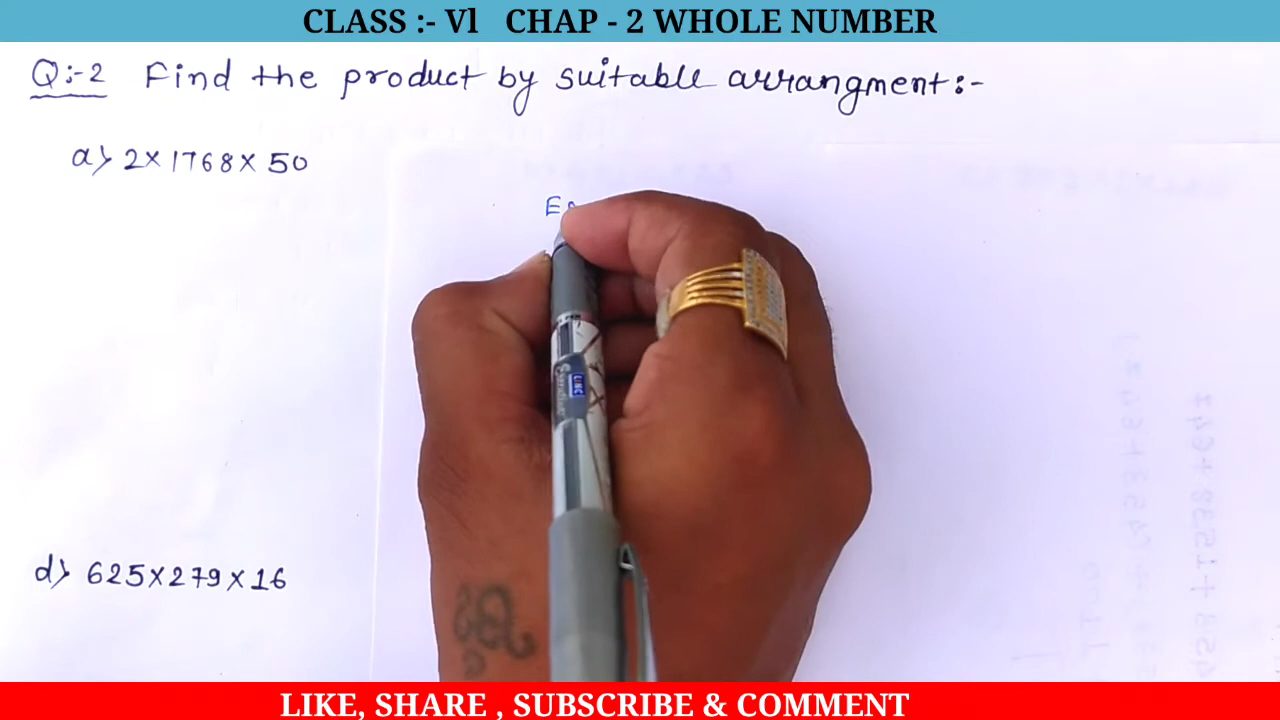 CLASS :- Vl CHAP - 2 WHOLE NUMBER
Q:-2 Find the product by suitable arrangment:-
a> 2×1768×50
d> 625×279×16
LINC
LIKE, SHARE , SUBSCRIBE & COMMENT